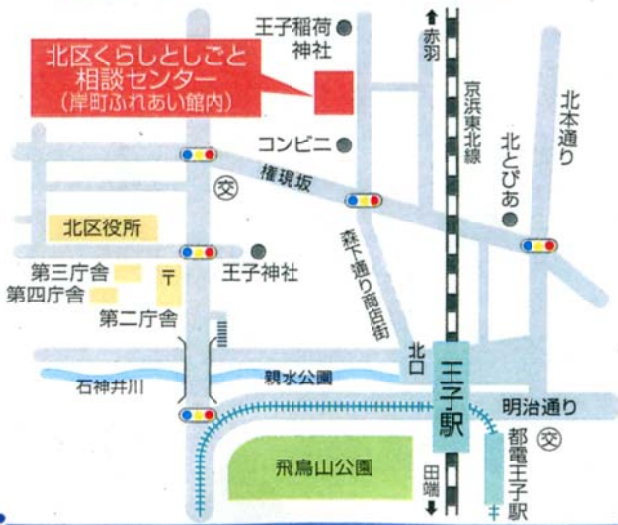 王子稲荷
神社
赤羽
北区くらしとしごと
相談センター
(岸町ふれあい館内)
京浜東北線
北本通り
コンビニ
北とぴあ
交
権現坂
北区役所
王子神社
第三庁舎
〒
第四庁舎
第二庁舎
森下通り商店街
北口
石神井川
親水公園
王子駅
明治通り
飛鳥山公園
田端
都電王子駅
交